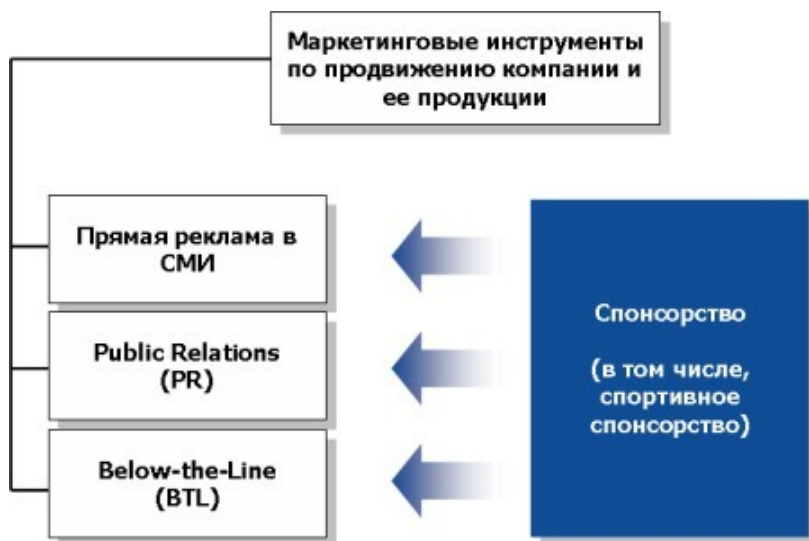 Маркетинговые инструменты
по продвижению компании и
ее продукции
Прямая реклама в
СМИ
Public Relations
(PR)
Below-the-Line
(BTL)
Спонсорство
(в том числе,
спортивное
спонсорство)